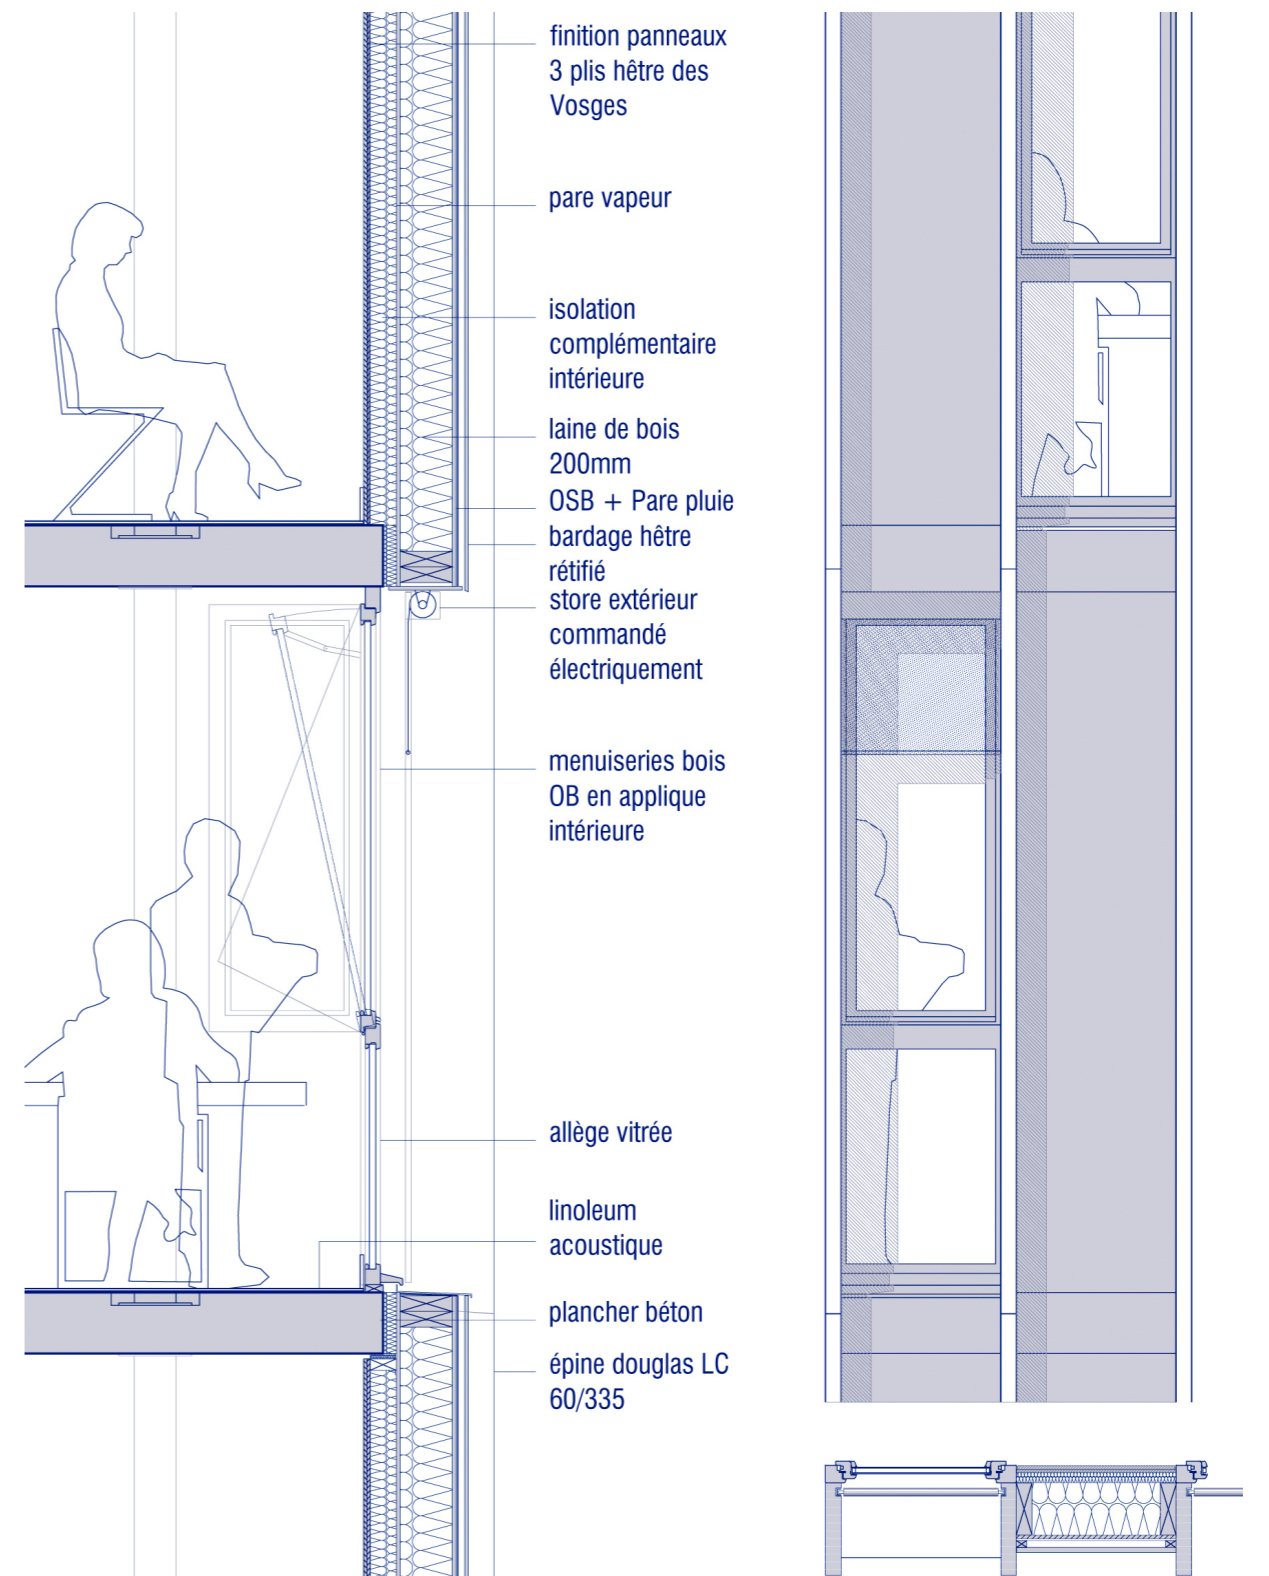 finition panneaux
3 plis hêtre des
Vosges
pare vapeur
isolation
complémentaire
intérieure
laine de bois
200mm
OSB + Pare pluie
bardage hêtre
rétifié
store extérieur
commandé
électriquement
menuiseries bois
OB en applique
intérieure
allège vitrée
linoleum
acoustique
plancher béton
épine douglas LC
60/335